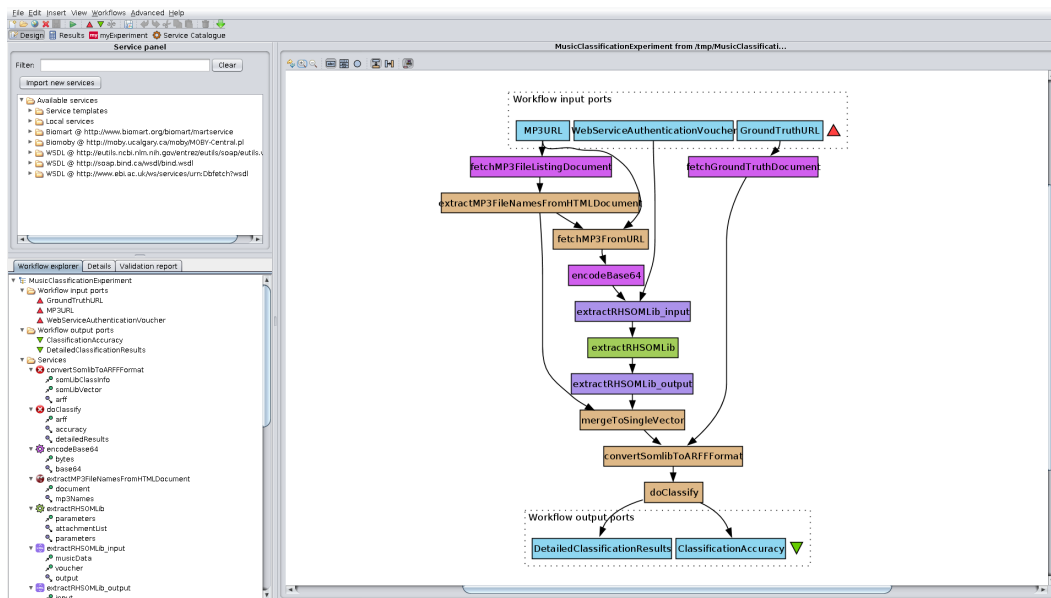 File Edit Insert View Workflows Advanced Help
Design Results myExperiment Service Catalogue
Service panel
Filter: Clear
Import new services
Available services
Service templates
Local services
Biomart @ http://www.biomart.org/biomart/martservice
Biomoby @ http://moby.ucalgary.ca/moby/MOBY-Central.pl
WSDL @ http://eutils.ncbi.nlm.nih.gov/entrez/eutils/soap/eutils.v
WSDL @ http://soap.bind.ca/wsdl/bind.wsdl
WSDL @ http://www.ebi.ac.uk/ws/services/urn:Dbfetch?wsdl
Workflow explorer Details Validation report
MusicClassificationExperiment
Workflow input ports
GroundTruthURL
MP3URL
WebServiceAuthenticationVoucher
Workflow output ports
ClassificationAccuracy
DetailedClassificationResults
Services
convertSomlibToARFFFormat
somLibClassInfo
somLibVector
arff
doClassify
arff
accuracy
detailedResults
encodeBase64
bytes
base64
extractMP3FileNamesFromHTMLDocument
document
mp3Names
extractRHSOMLib
parameters
attachmentList
parameters
extractRHSOMLib_input
musicData
voucher
output
extractRHSOMLib_output
input
MusicClassificationExperiment from /tmp/MusicClassificati...
Workflow input ports
MP3URL WebServiceAuthenticationVoucher GroundTruthURL
fetchMP3FileListingDocument fetchGroundTruthDocument
extractMP3FileNamesFromHTMLDocument
fetchMP3FromURL
encodeBase64
extractRHSOMLib_input
extractRHSOMLib
extractRHSOMLib_output
mergeToSingleVector
convertSomlibToARFFFormat
doClassify
Workflow output ports
DetailedClassificationResults ClassificationAccuracy